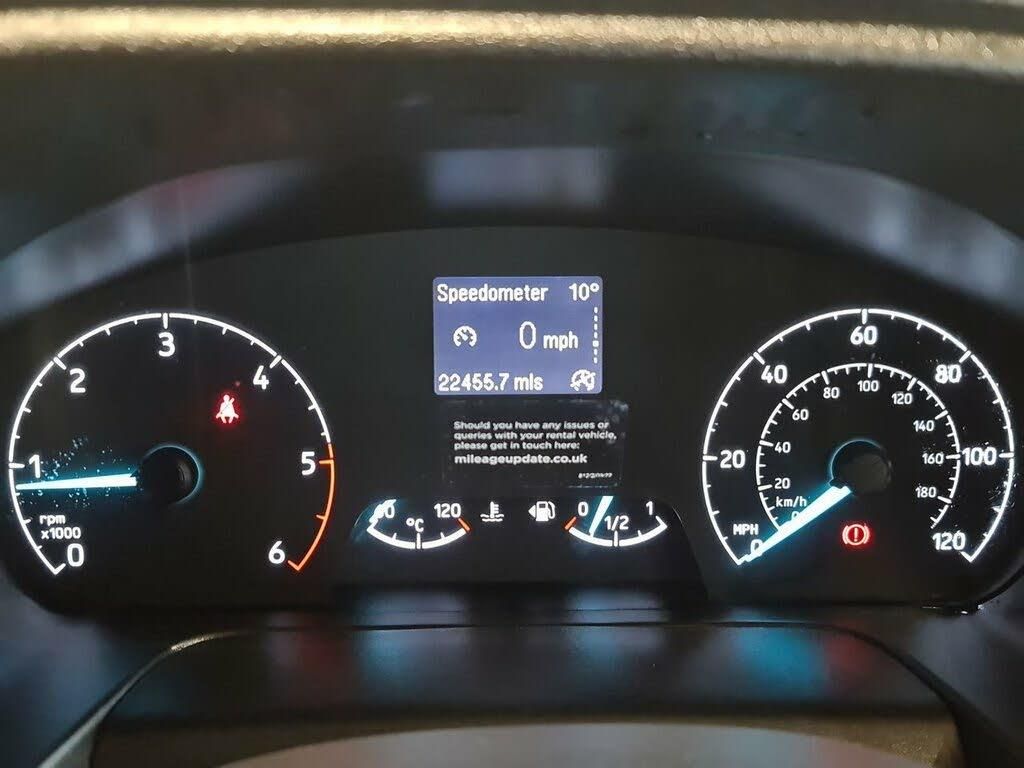 Speedometer 10°
0 mph
22455.7 mls
Should you have any issues or
queries with your rental vehicle,
please get in touch here:
mileageupdate.co.uk
0 1 2 3 4 5 6
rpm
x1000
120
°C
0 1/2 1
0 20 40 60 80 100 120
MPH
20 40 60 80 100 120 140 160 180
km/h